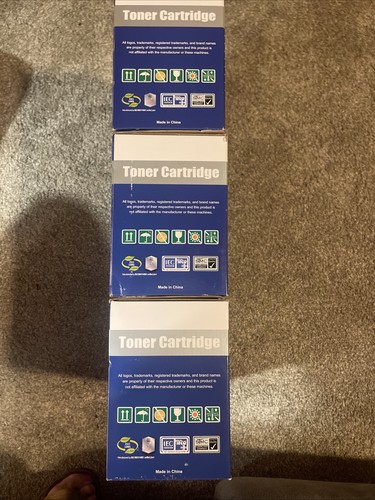 Toner Cartridge
All logos, trademarks, registered trademarks, and brand names
are property of their respective owners and this product is
not affiliated with the manufacturer or these machines.
IEC
Made in China
Toner Cartridge
All logos, trademarks, registered trademarks, and brand names
are property of their respective owners and this product is
not affiliated with the manufacturer or these machines.
IEC
Made in China
Toner Cartridge
All logos, trademarks, registered trademarks, and brand names
are property of their respective owners and this product is
not affiliated with the manufacturer or these machines.
IEC
Made in China